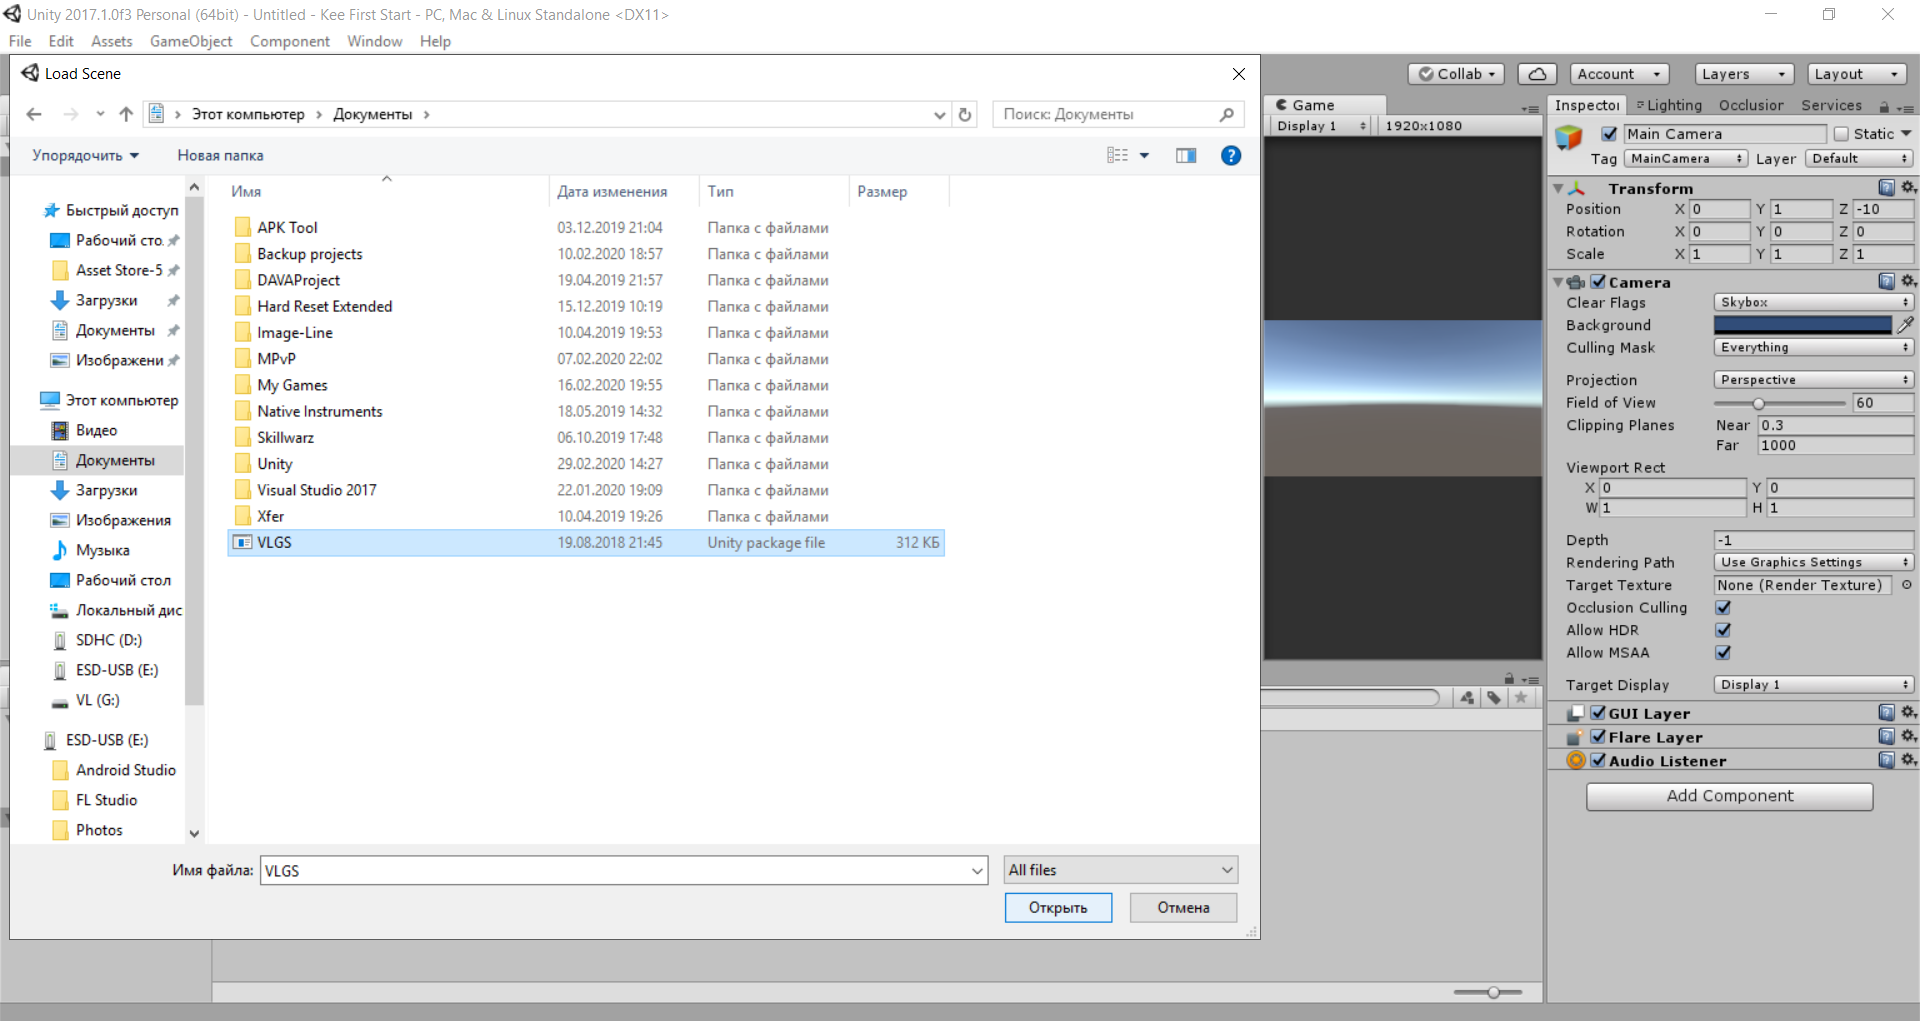 Unity 2017.1.0f3 Personal (64bit) - Untitled - Kee First Start - PC, Mac & Linux Standalone <DX11>
File Edit Assets GameObject Component Window Help
Load Scene
Collab Account Layers Layout
Этот компьютер Документы
Поиск: Документы
Упорядочить Новая папка
Имя Дата изменения Тип Размер
APK Tool 03.12.2019 21:04 Папка с файлами
Backup projects 10.02.2020 18:57 Папка с файлами
DAVAProject 19.04.2019 21:57 Папка с файлами
Hard Reset Extended 15.12.2019 10:19 Папка с файлами
Image-Line 10.04.2019 19:53 Папка с файлами
MPvP 07.02.2020 22:02 Папка с файлами
My Games 16.02.2020 19:55 Папка с файлами
Native Instruments 18.05.2019 14:32 Папка с файлами
Skillwarz 06.10.2019 17:48 Папка с файлами
Unity 29.02.2020 14:27 Папка с файлами
Visual Studio 2017 22.01.2020 19:09 Папка с файлами
Xfer 10.04.2019 19:26 Папка с файлами
VLGS 19.08.2018 21:45 Unity package file 312 КБ
Быстрый доступ
Рабочий сто
Asset Store-5
Загрузки
Документы
Изображени
Этот компьютер
Видео
Документы
Загрузки
Изображения
Музыка
Рабочий стол
Локальный дис
SDHC (D:)
ESD-USB (E:)
VL (G:)
ESD-USB (E:)
Android Studio
FL Studio
Photos
Имя файла: VLGS
All files
Открыть Отмена
Game
Display 1 1920x1080
Inspector Lighting Occlusion Services
Main Camera Static
Tag MainCamera Layer Default
Transform
Position X 0 Y 1 Z -10
Rotation X 0 Y 0 Z 0
Scale X 1 Y 1 Z 1
Camera
Clear Flags Skybox
Background
Culling Mask Everything
Projection Perspective
Field of View 60
Clipping Planes Near 0.3
Far 1000
Viewport Rect
X 0 Y 0
W 1 H 1
Depth -1
Rendering Path Use Graphics Settings
Target Texture None (Render Texture)
Occlusion Culling
Allow HDR
Allow MSAA
Target Display Display 1
GUI Layer
Flare Layer
Audio Listener
Add Component